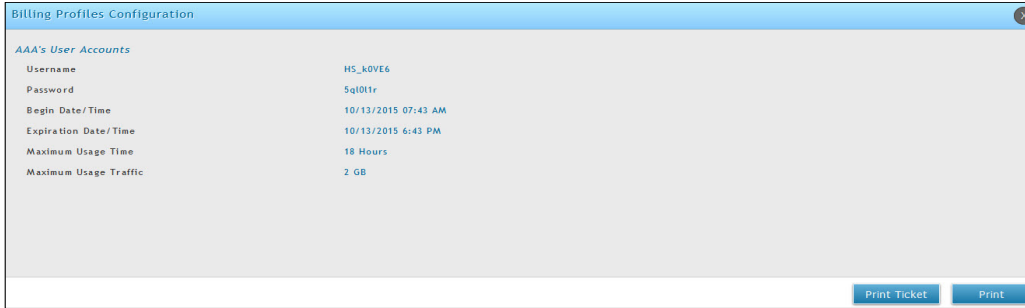 Billing Profiles Configuration
AAA's User Accounts
Username HS_k0VE6
Password 5ql0l1r
Begin Date/Time 10/13/2015 07:43 AM
Expiration Date/Time 10/13/2015 6:43 PM
Maximum Usage Time 18 Hours
Maximum Usage Traffic 2 GB
Print Ticket Print